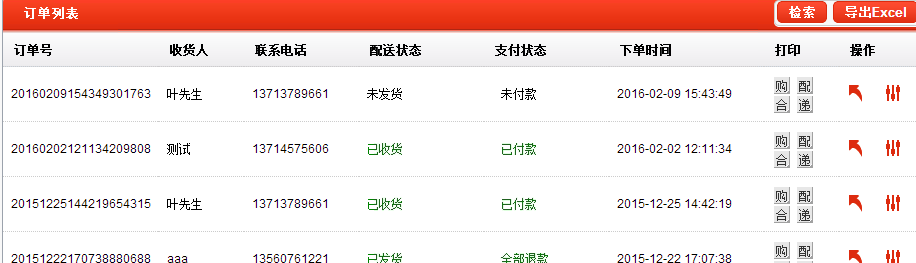 订单列表 检索 导出Excel
订单号 收货人 联系电话 配送状态 支付状态 下单时间 打印 操作
20160209154349301763 叶先生 13713789661 未发货 未付款 2016-02-09 15:43:49 购 配
合 递
20160202121134209808 测试 13714575606 已收货 已付款 2016-02-02 12:11:34 购 配
合 递
20151225144219654315 叶先生 13713789661 已收货 已付款 2015-12-25 14:42:19 购 配
合 递
20151222170738880688 aaa 13560761221 已发货 全部退款 2015-12-22 17:07:38 购 配